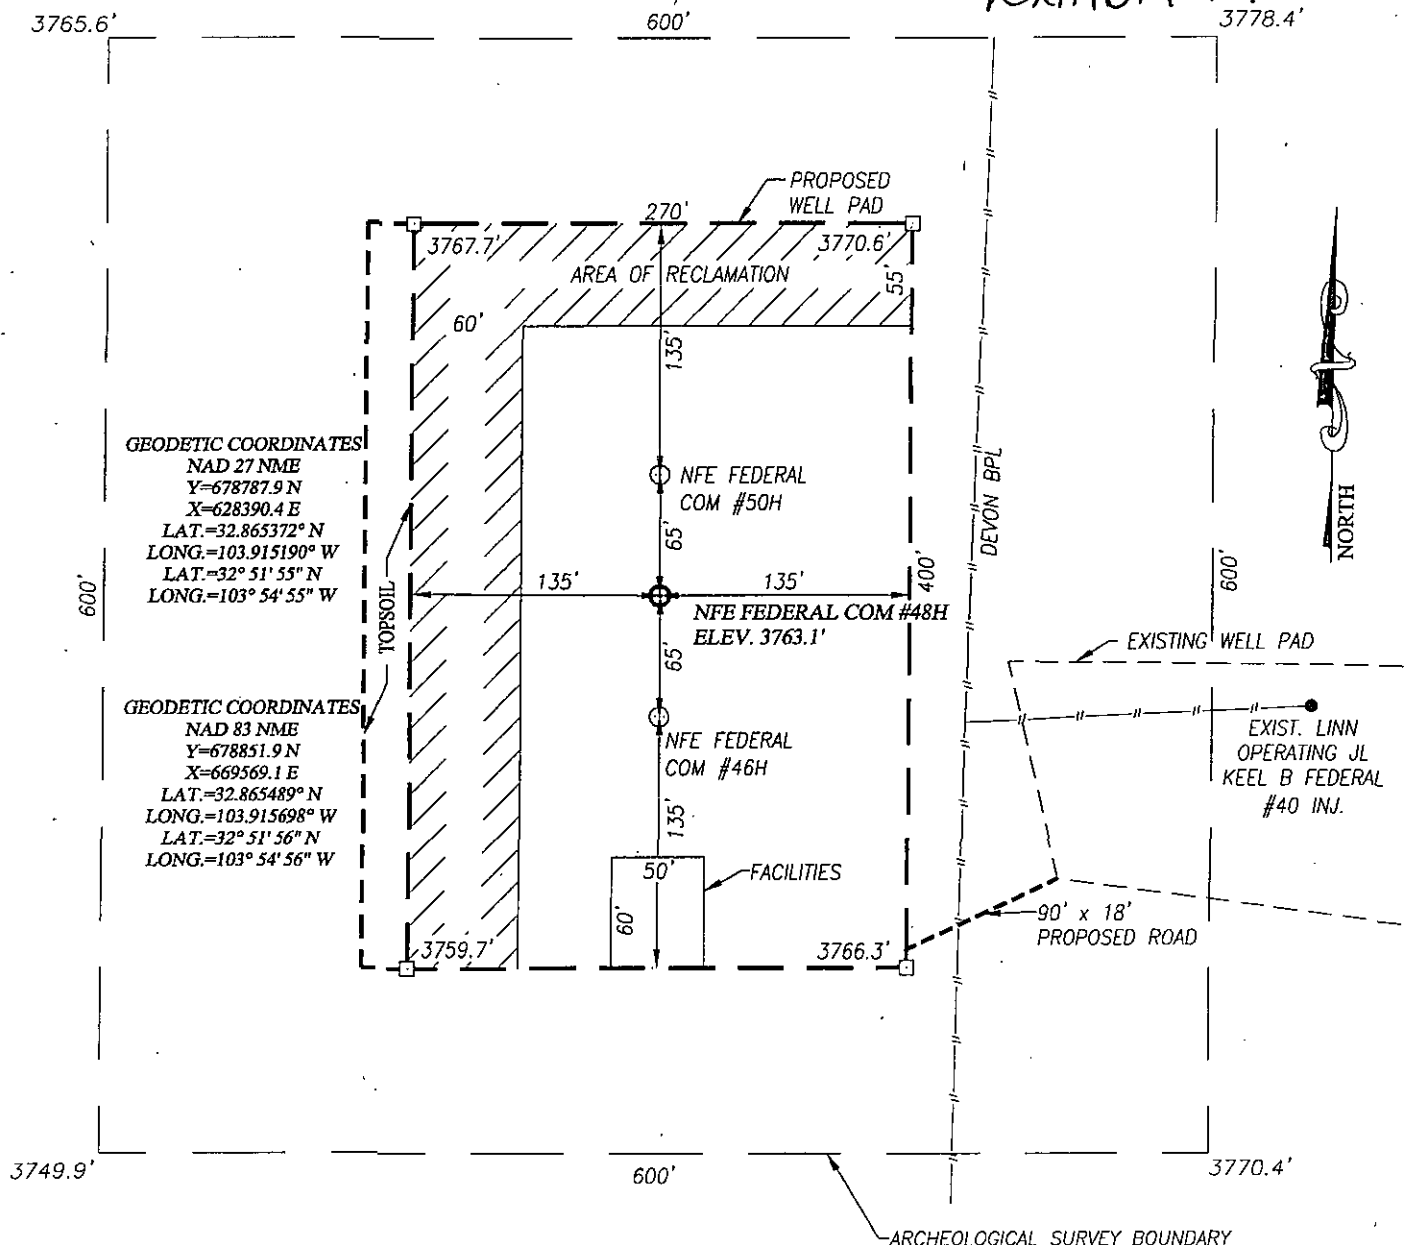 3765.6'
600'
3778.4'
PROPOSED
WELL PAD
270'
3767.7'
3770.6'
AREA OF RECLAMATION
55'
60'
135'
GEODETIC COORDINATES
NAD 27 NME
Y=678787.9 N
X=628390.4 E
LAT.=32.865372° N
LONG.=103.915190° W
LAT.=32° 51' 55" N
LONG.=103° 54' 55" W
NFE FEDERAL
COM #50H
65'
DEVON BPL
NORTH
600'
TOPSOIL
135'
135'
400'
600'
NFE FEDERAL COM #48H
ELEV. 3763.1'
65'
EXISTING WELL PAD
GEODETIC COORDINATES
NAD 83 NME
Y=678851.9 N
X=669569.1 E
LAT.=32.865489° N
LONG.=103.915698° W
LAT.=32° 51' 56" N
LONG.=103° 54' 56" W
NFE FEDERAL
COM #46H
EXIST. LINN
OPERATING JL
KEEL B FEDERAL
#40 INJ.
135'
50'
FACILITIES
60'
90' x 18'
PROPOSED ROAD
3759.7'
3766.3'
3749.9'
600'
3770.4'
ARCHEOLOGICAL SURVEY BOUNDARY